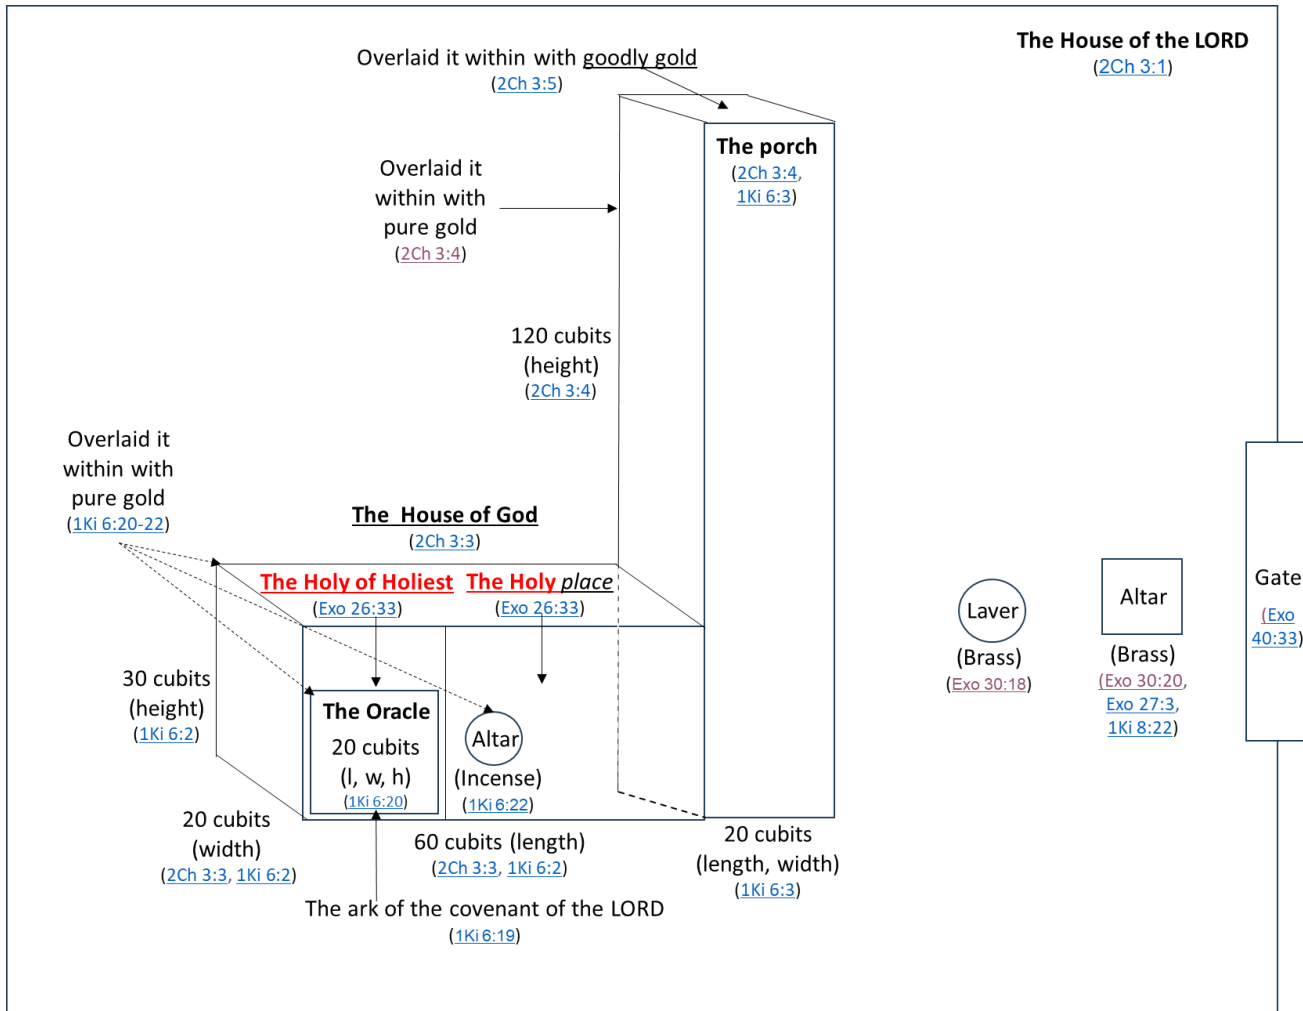 The House of the LORD
(2Ch 3:1)
Overlaid it within with goodly gold
(2Ch 3:5)
The porch
(2Ch 3:4,
1Ki 6:3)
Overlaid it
within with
pure gold
(2Ch 3:4)
120 cubits
(height)
(2Ch 3:4)
Overlaid it
within with
pure gold
(1Ki 6:20-22)
The House of God
(2Ch 3:3)
The Holy of Holiest
(Exo 26:33)
The Holy place
(Exo 26:33)
30 cubits
(height)
(1Ki 6:2)
The Oracle
20 cubits
(l, w, h)
(1Ki 6:20)
Altar
(Incense)
(1Ki 6:22)
20 cubits
(width)
(2Ch 3:3, 1Ki 6:2)
60 cubits (length)
(2Ch 3:3, 1Ki 6:2)
20 cubits
(length, width)
(1Ki 6:3)
The ark of the covenant of the LORD
(1Ki 6:19)
Laver
(Brass)
(Exo 30:18)
Altar
(Brass)
(Exo 30:20,
Exo 27:3,
1Ki 8:22)
Gate
(Exo
40:33)